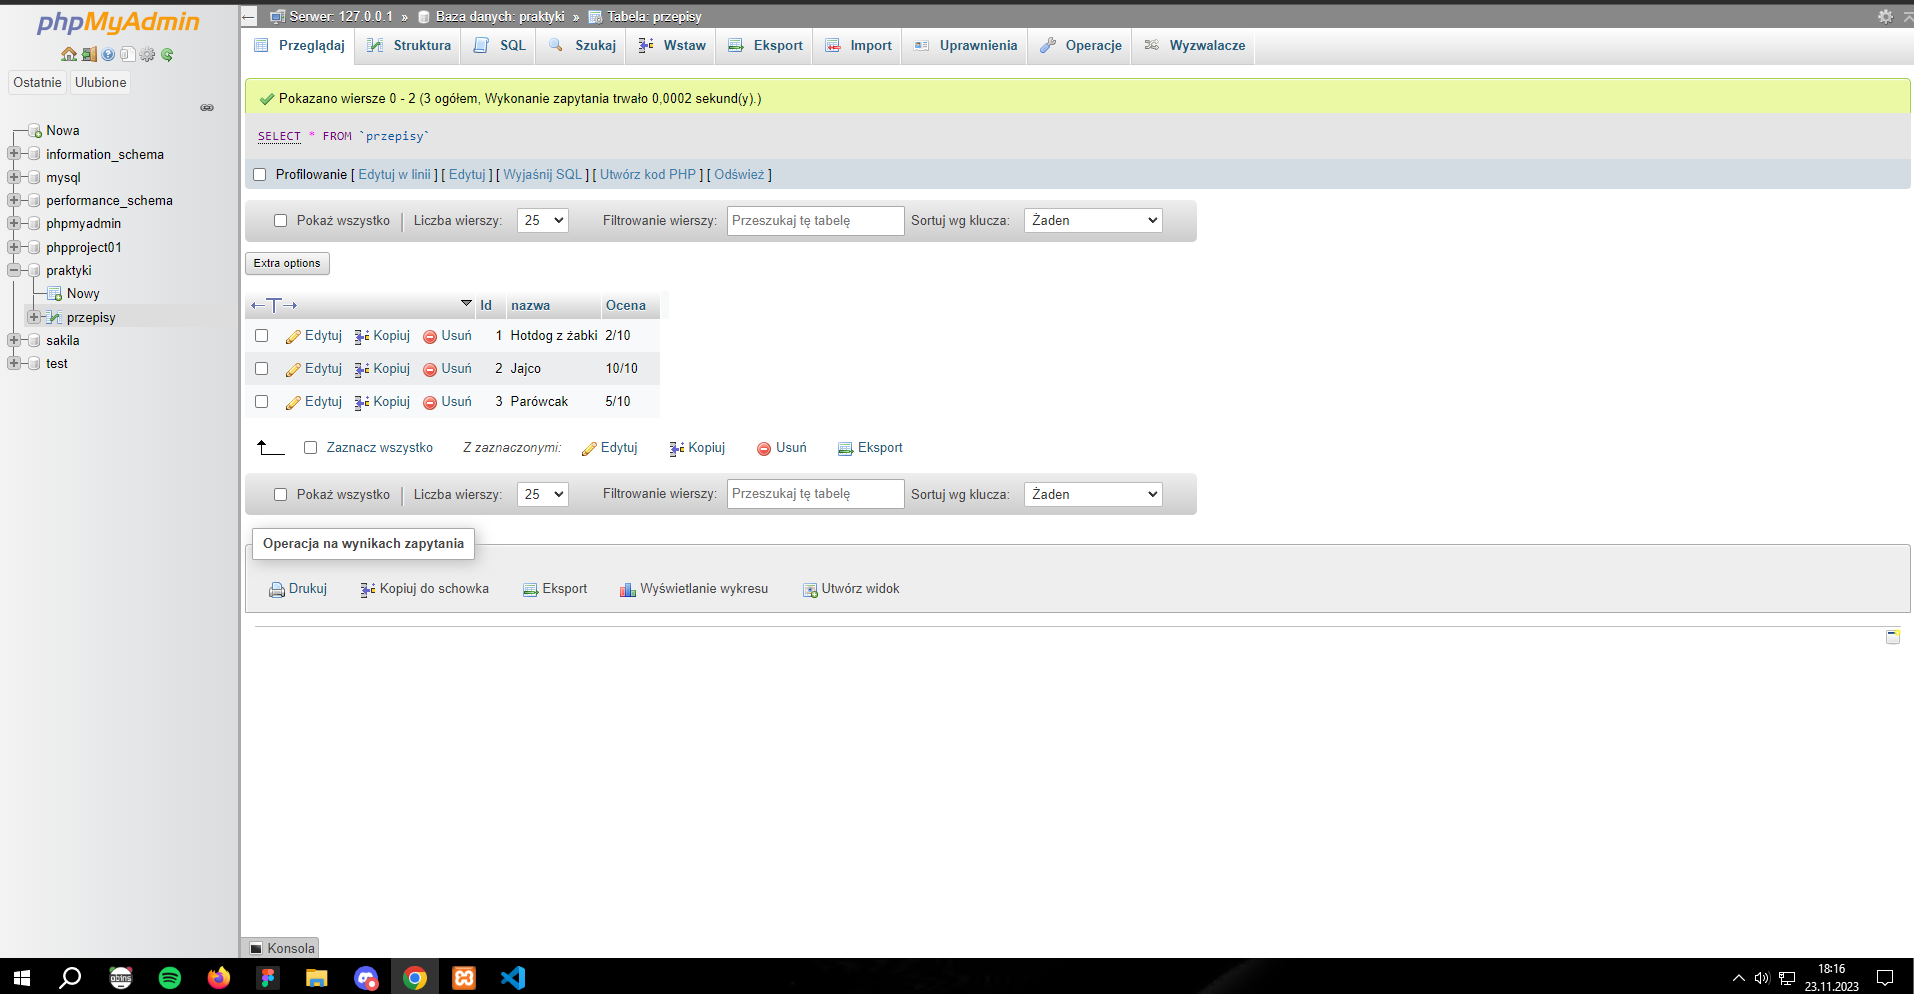 phpMyAdmin
Ostatnie Ulubione
Nowa
information_schema
mysql
performance_schema
phpmyadmin
phpproject01
praktyki
Nowy
przepisy
sakila
test
Serwer: 127.0.0.1 » Baza danych: praktyki » Tabela: przepisy
Przeglądaj Struktura SQL Szukaj Wstaw Eksport Import Uprawnienia Operacje Wyzwalacze
Pokazano wiersze 0 - 2 (3 ogółem, Wykonanie zapytania trwało 0,0002 sekund(y).)
SELECT * FROM `przepisy`
Profilowanie [ Edytuj w linii ] [ Edytuj ] [ Wyjaśnij SQL ] [ Utwórz kod PHP ] [ Odśwież ]
Pokaż wszystko Liczba wierszy: 25 Filtrowanie wierszy: Przeszukaj tę tabelę Sortuj wg klucza: Żaden
Extra options
←T→ Id nazwa Ocena
Edytuj Kopiuj Usuń 1 Hotdog z żabki 2/10
Edytuj Kopiuj Usuń 2 Jajco 10/10
Edytuj Kopiuj Usuń 3 Parówcak 5/10
Zaznacz wszystko Z zaznaczonymi: Edytuj Kopiuj Usuń Eksport
Pokaż wszystko Liczba wierszy: 25 Filtrowanie wierszy: Przeszukaj tę tabelę Sortuj wg klucza: Żaden
Operacja na wynikach zapytania
Drukuj Kopiuj do schowka Eksport Wyświetlanie wykresu Utwórz widok
Konsola
18:16
23.11.2023